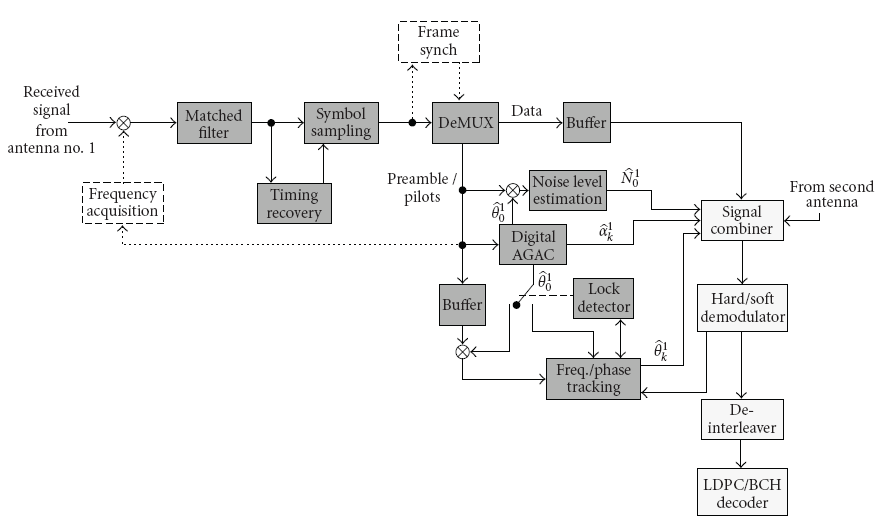 Frame
synch
Received
signal
from
antenna no. 1
Matched
filter
Symbol
sampling
DeMUX
Data
Buffer
Frequency
acquisition
Timing
recovery
Preamble /
pilots
Noise level
estimation
N̂₀¹
θ̂₀¹
From second
antenna
Signal
combiner
Digital
AGAC
α̂ₖ¹
θ̂₀¹
Buffer
Lock
detector
Hard/soft
demodulator
θ̂ₖ¹
Freq./phase
tracking
De-
interleaver
LDPC/BCH
decoder